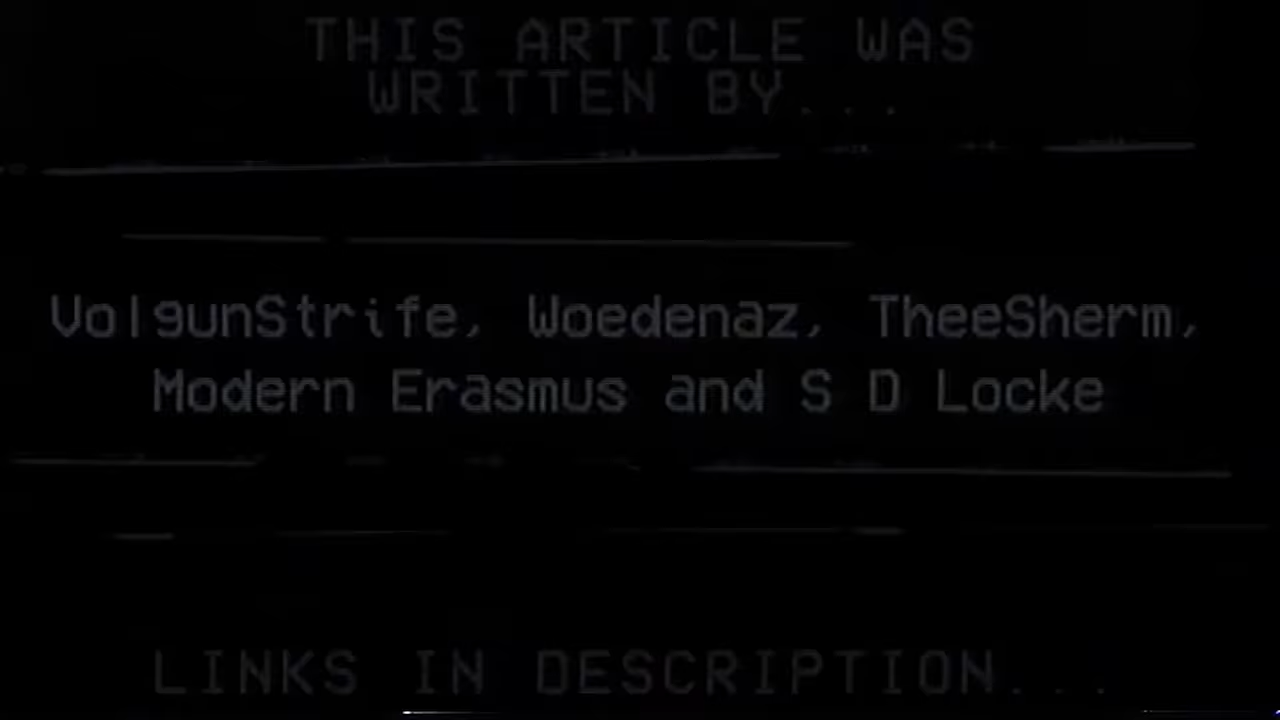 THIS ARTICLE WAS
WRITTEN BY...
VolgunStrife, Woedenaz, TheeSherm,
Modern Erasmus and S D Locke
LINKS IN DESCRIPTION...